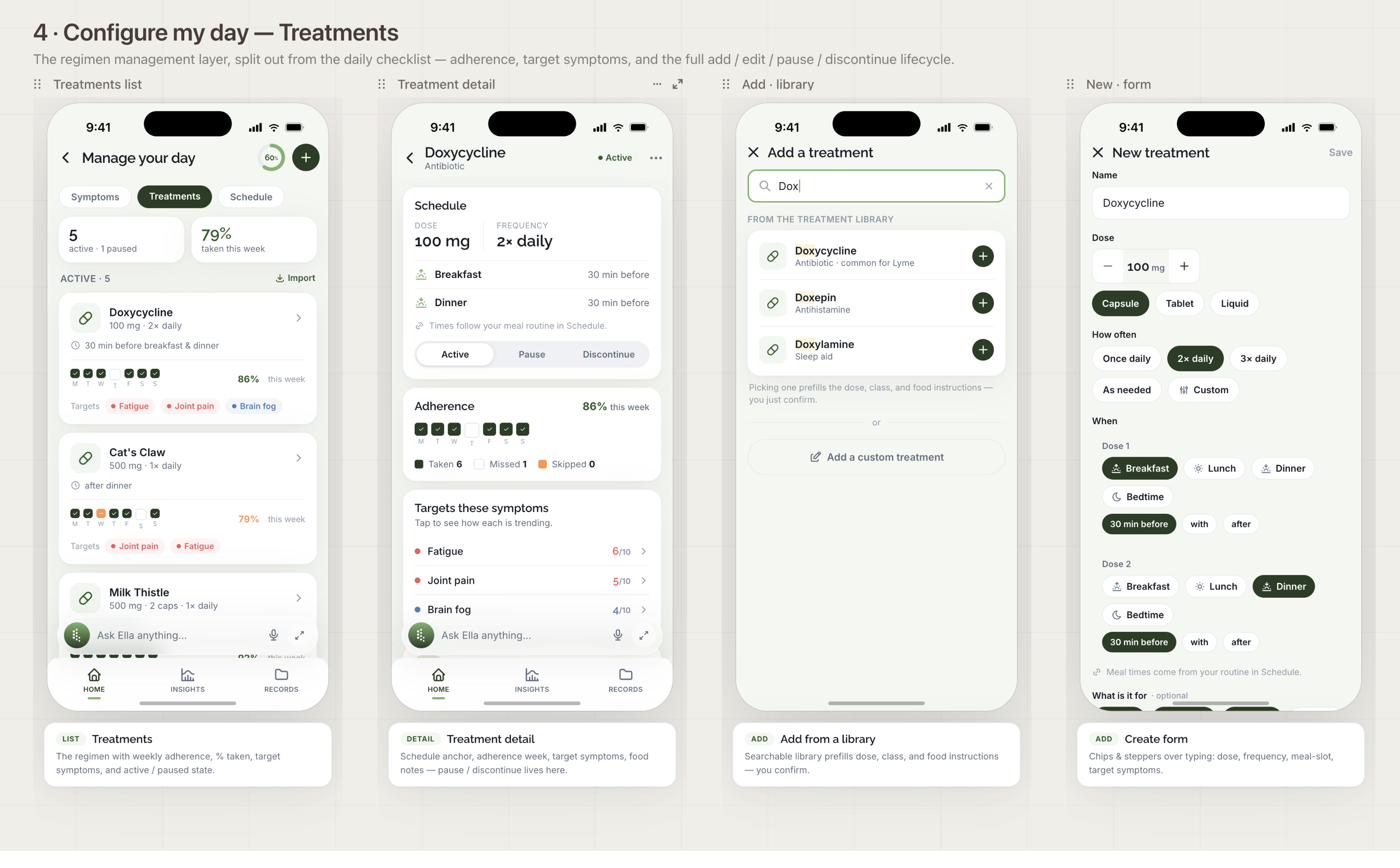 4 · Configure my day — Treatments
The regimen management layer, split out from the daily checklist — adherence, target symptoms, and the full add / edit / pause / discontinue lifecycle.
Treatments list
9:41
Manage your day
60%
Symptoms
Treatments
Schedule
5
active · 1 paused
79%
taken this week
ACTIVE · 5
Import
Doxycycline
100 mg · 2× daily
30 min before breakfast & dinner
M T W T F S S
86% this week
Targets Fatigue Joint pain Brain fog
Cat's Claw
500 mg · 1× daily
after dinner
M T W T F S S
79% this week
Targets Joint pain Fatigue
Milk Thistle
500 mg · 2 caps · 1× daily
Ask Ella anything...
HOME
INSIGHTS
RECORDS
LIST Treatments
The regimen with weekly adherence, % taken, target
symptoms, and active / paused state.
Treatment detail
9:41
Doxycycline
Antibiotic
Active
Schedule
DOSE
100 mg
FREQUENCY
2× daily
Breakfast 30 min before
Dinner 30 min before
Times follow your meal routine in Schedule.
Active
Pause
Discontinue
Adherence
86% this week
M T W T F S S
Taken 6 Missed 1 Skipped 0
Targets these symptoms
Tap to see how each is trending.
Fatigue 6/10
Joint pain 5/10
Brain fog 4/10
Ask Ella anything...
HOME
INSIGHTS
RECORDS
DETAIL Treatment detail
Schedule anchor, adherence week, target symptoms, food
notes — pause / discontinue lives here.
Add · library
9:41
Add a treatment
Dox
FROM THE TREATMENT LIBRARY
Doxycycline
Antibiotic · common for Lyme
Doxepin
Antihistamine
Doxylamine
Sleep aid
Picking one prefills the dose, class, and food instructions —
you just confirm.
or
Add a custom treatment
ADD Add from a library
Searchable library prefills dose, class, and food instructions
— you confirm.
New · form
9:41
New treatment
Save
Name
Doxycycline
Dose
100 mg
Capsule
Tablet
Liquid
How often
Once daily
2× daily
3× daily
As needed
Custom
When
Dose 1
Breakfast
Lunch
Dinner
Bedtime
30 min before
with
after
Dose 2
Breakfast
Lunch
Dinner
Bedtime
30 min before
with
after
Meal times come from your routine in Schedule.
What is it for · optional
ADD Create form
Chips & steppers over typing: dose, frequency, meal-slot,
target symptoms.